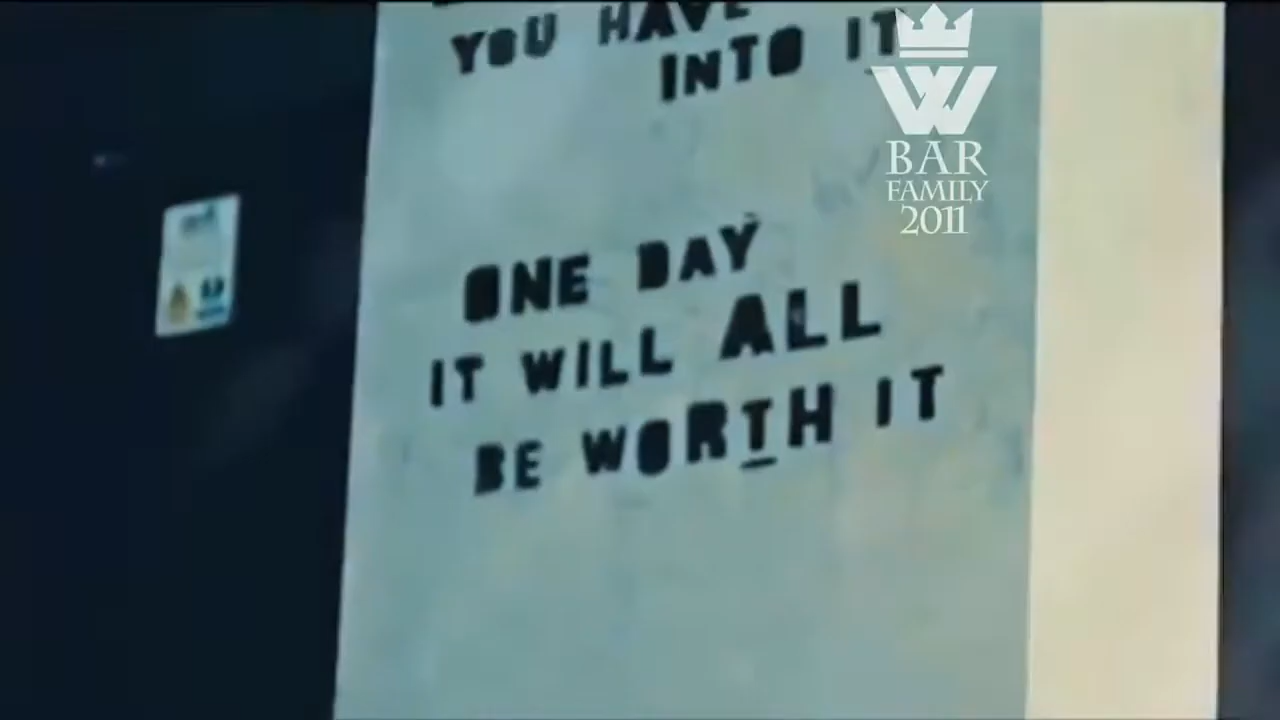 YOU HAVE
INTO IT
ONE DAY
IT WILL ALL
BE WORTH IT
W
BAR
FAMILY
2011